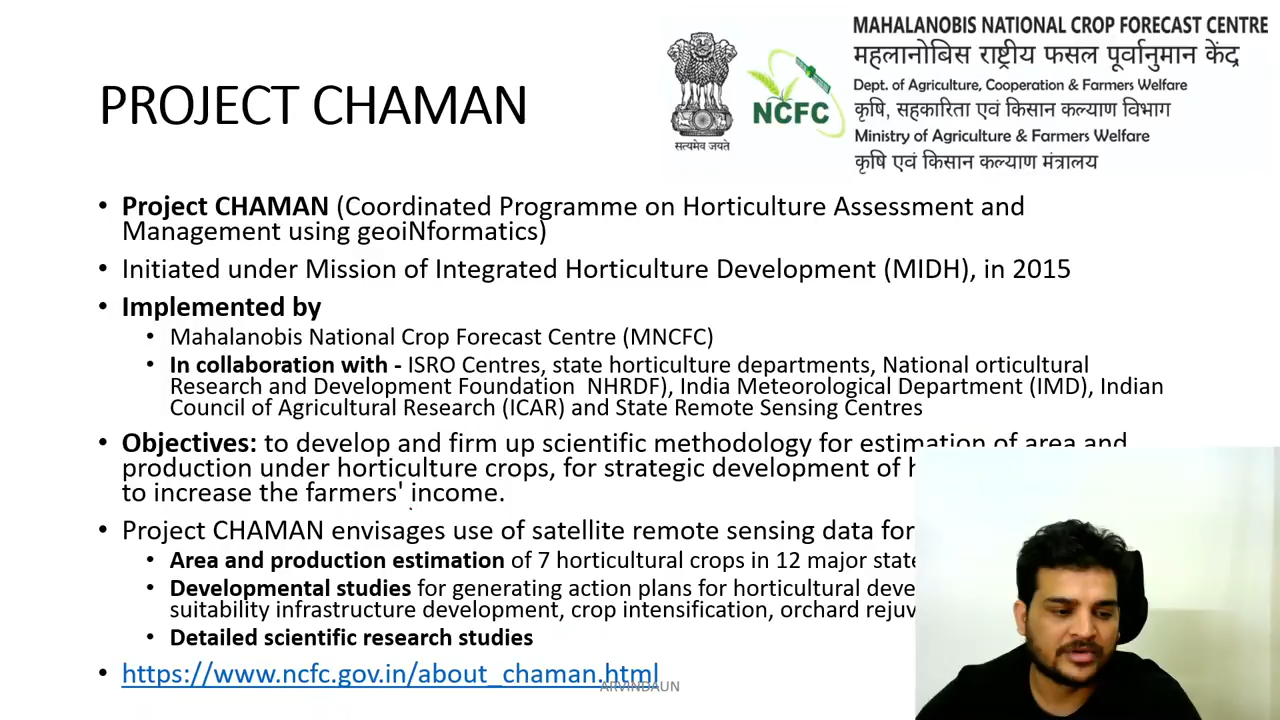 MAHALANOBIS NATIONAL CROP FORECAST CENTRE
महलानोबिस राष्ट्रीय फसल पूर्वानुमान केंद्र
Dept. of Agriculture, Cooperation & Farmers Welfare
कृषि, सहकारिता एवं किसान कल्याण विभाग
Ministry of Agriculture & Farmers Welfare
कृषि एवं किसान कल्याण मंत्रालय
सत्यमेव जयते
NCFC
PROJECT CHAMAN
• Project CHAMAN (Coordinated Programme on Horticulture Assessment and
Management using geoiNformatics)
• Initiated under Mission of Integrated Horticulture Development (MIDH), in 2015
• Implemented by
• Mahalanobis National Crop Forecast Centre (MNCFC)
• In collaboration with - ISRO Centres, state horticulture departments, National orticultural
Research and Development Foundation NHRDF), India Meteorological Department (IMD), Indian
Council of Agricultural Research (ICAR) and State Remote Sensing Centres
• Objectives: to develop and firm up scientific methodology for estimation of area and
production under horticulture crops, for strategic development of
to increase the farmers' income.
• Project CHAMAN envisages use of satellite remote sensing data for
• Area and production estimation of 7 horticultural crops in 12 major state
• Developmental studies for generating action plans for horticultural
suitability infrastructure development, crop intensification, orchard
• Detailed scientific research studies
• https://www.ncfc.gov.in/about_chaman.html
ARVINDAUN